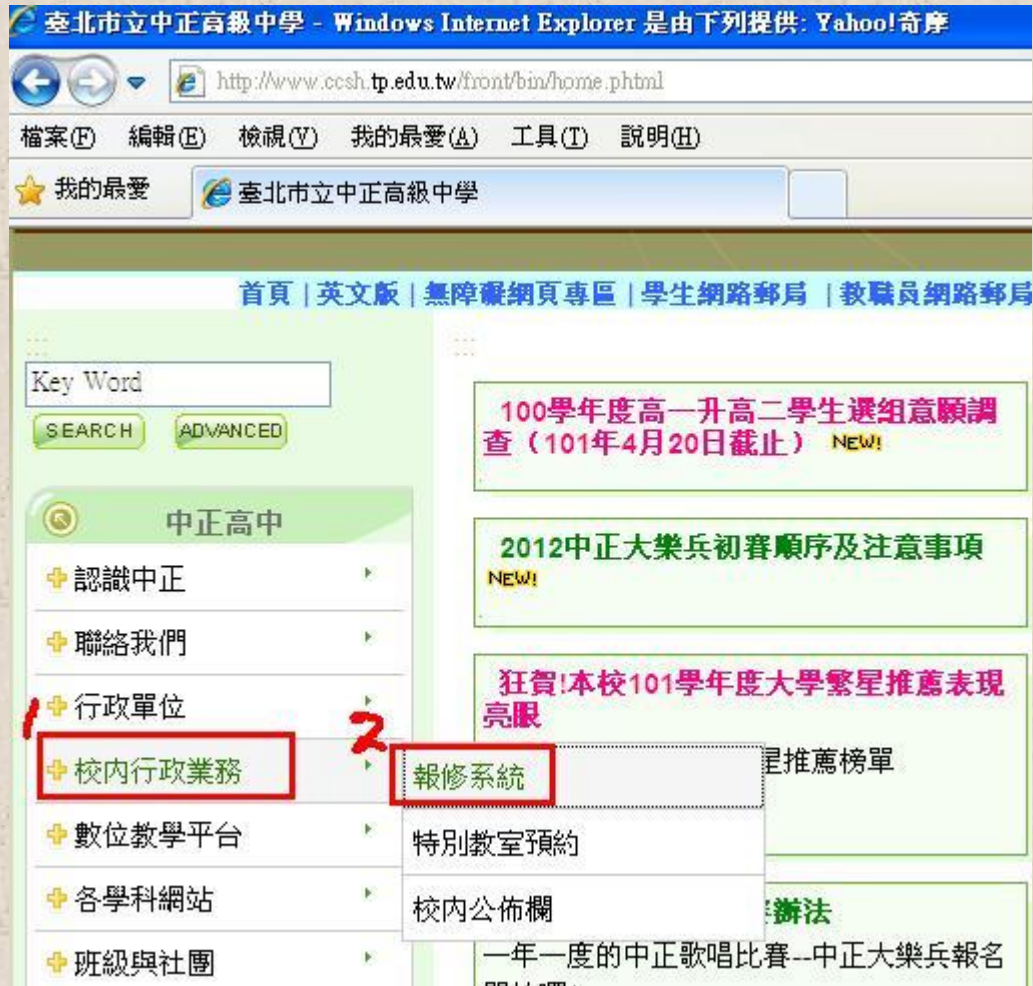 臺北市立中正高級中學 - Windows Internet Explorer 是由下列提供: Yahoo!奇摩
http://www.ccsh.tp.edu.tw/front/bin/home.phtml
檔案(F) 編輯(E) 檢視(V) 我的最愛(A) 工具(T) 說明(H)
我的最愛 臺北市立中正高級中學
首頁 | 英文版 | 無障礙網頁專區 | 學生網路郵局 | 教職員網路郵局
Key Word
SEARCH ADVANCED
中正高中
認識中正
聯絡我們
行政單位
1
校內行政業務
數位教學平台
各學科網站
班級與社團
2
報修系統
特別教室預約
校內公佈欄
100學年度高一升高二學生選組意願調
查（101年4月20日截止） NEW!
2012中正大樂兵初賽順序及注意事項
NEW!
狂賀!本校101學年度大學繁星推薦表現
亮眼
星推薦榜單
辦法
一年一度的中正歌唱比賽--中正大樂兵報名